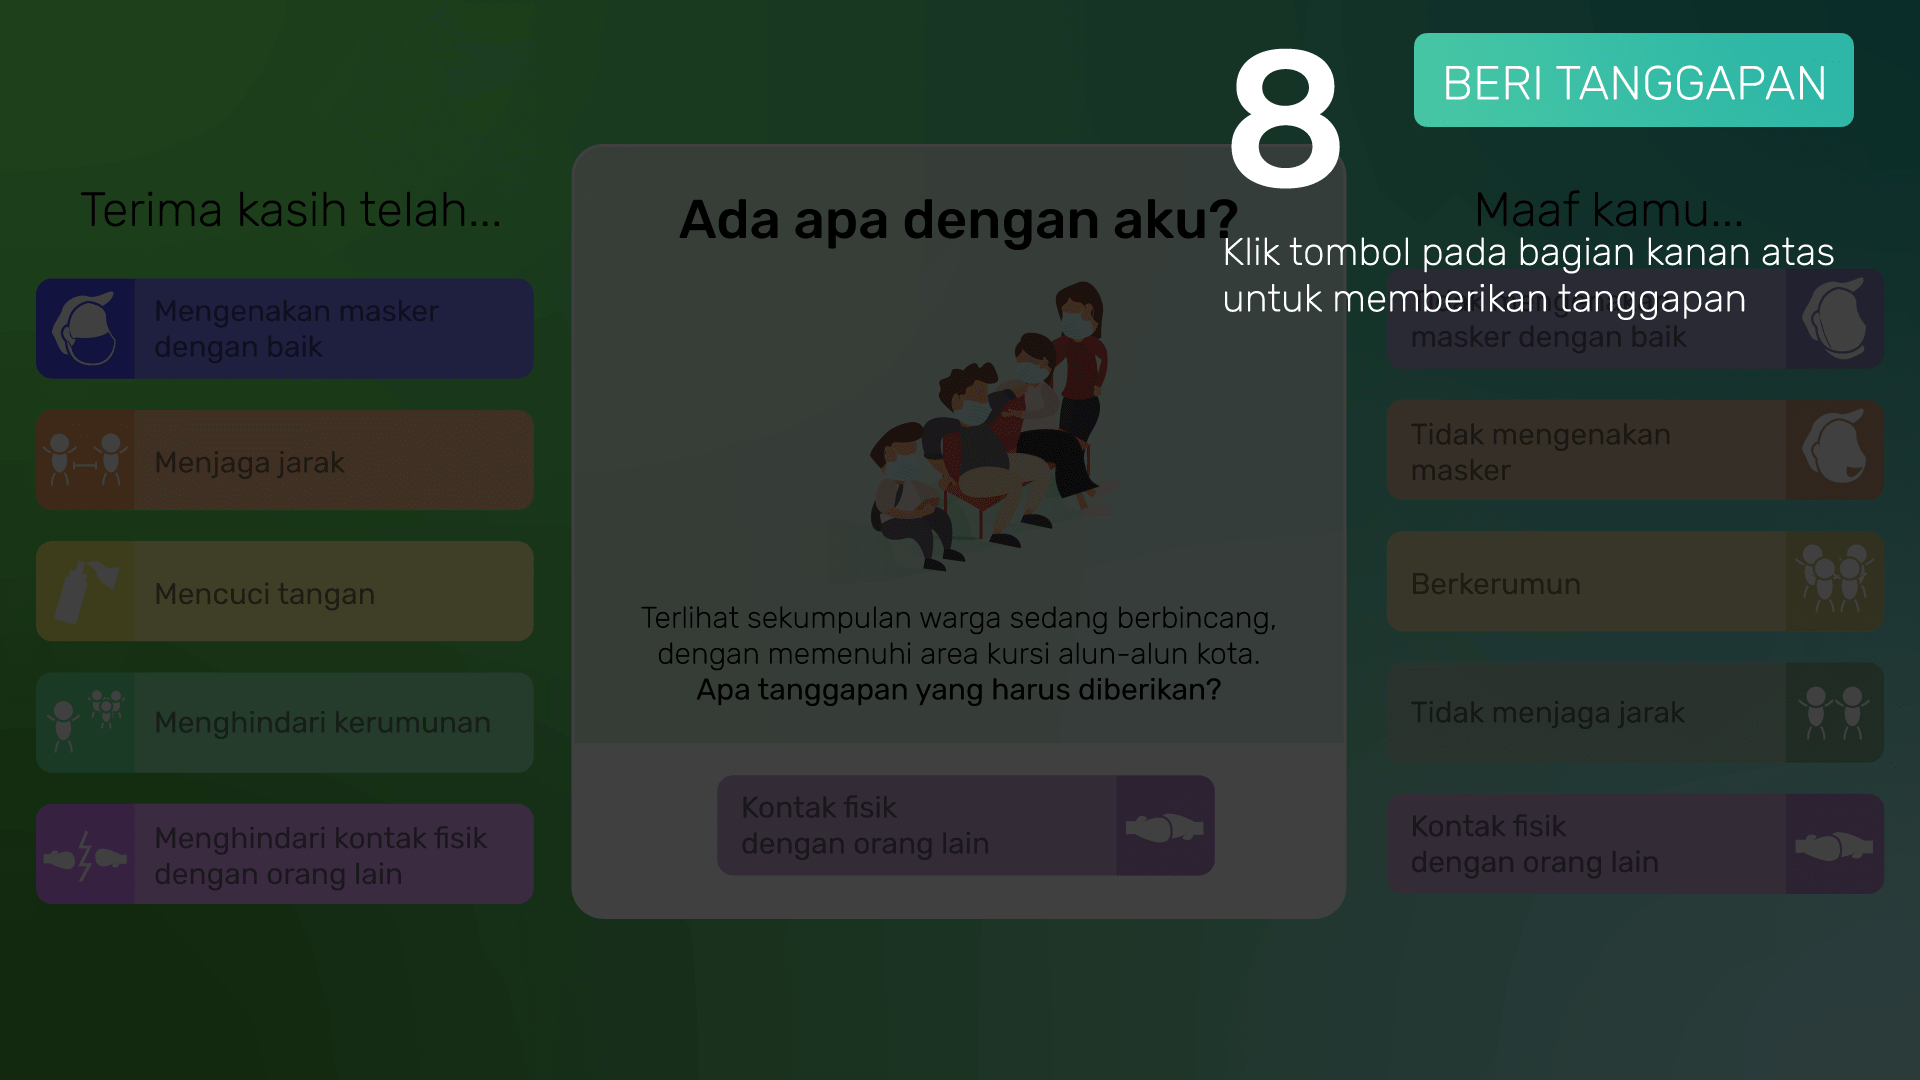 8
BERI TANGGAPAN
Klik tombol pada bagian kanan atas
untuk memberikan tanggapan
Terima kasih telah...
Mengenakan masker
dengan baik
Menjaga jarak
Mencuci tangan
Menghindari kerumunan
Menghindari kontak fisik
dengan orang lain
Ada apa dengan aku?
Terlihat sekumpulan warga sedang berbincang,
dengan memenuhi area kursi alun-alun kota.
Apa tanggapan yang harus diberikan?
Kontak fisik
dengan orang lain
Maaf kamu...
masker dengan baik
Tidak mengenakan
masker
Berkerumun
Tidak menjaga jarak
Kontak fisik
dengan orang lain